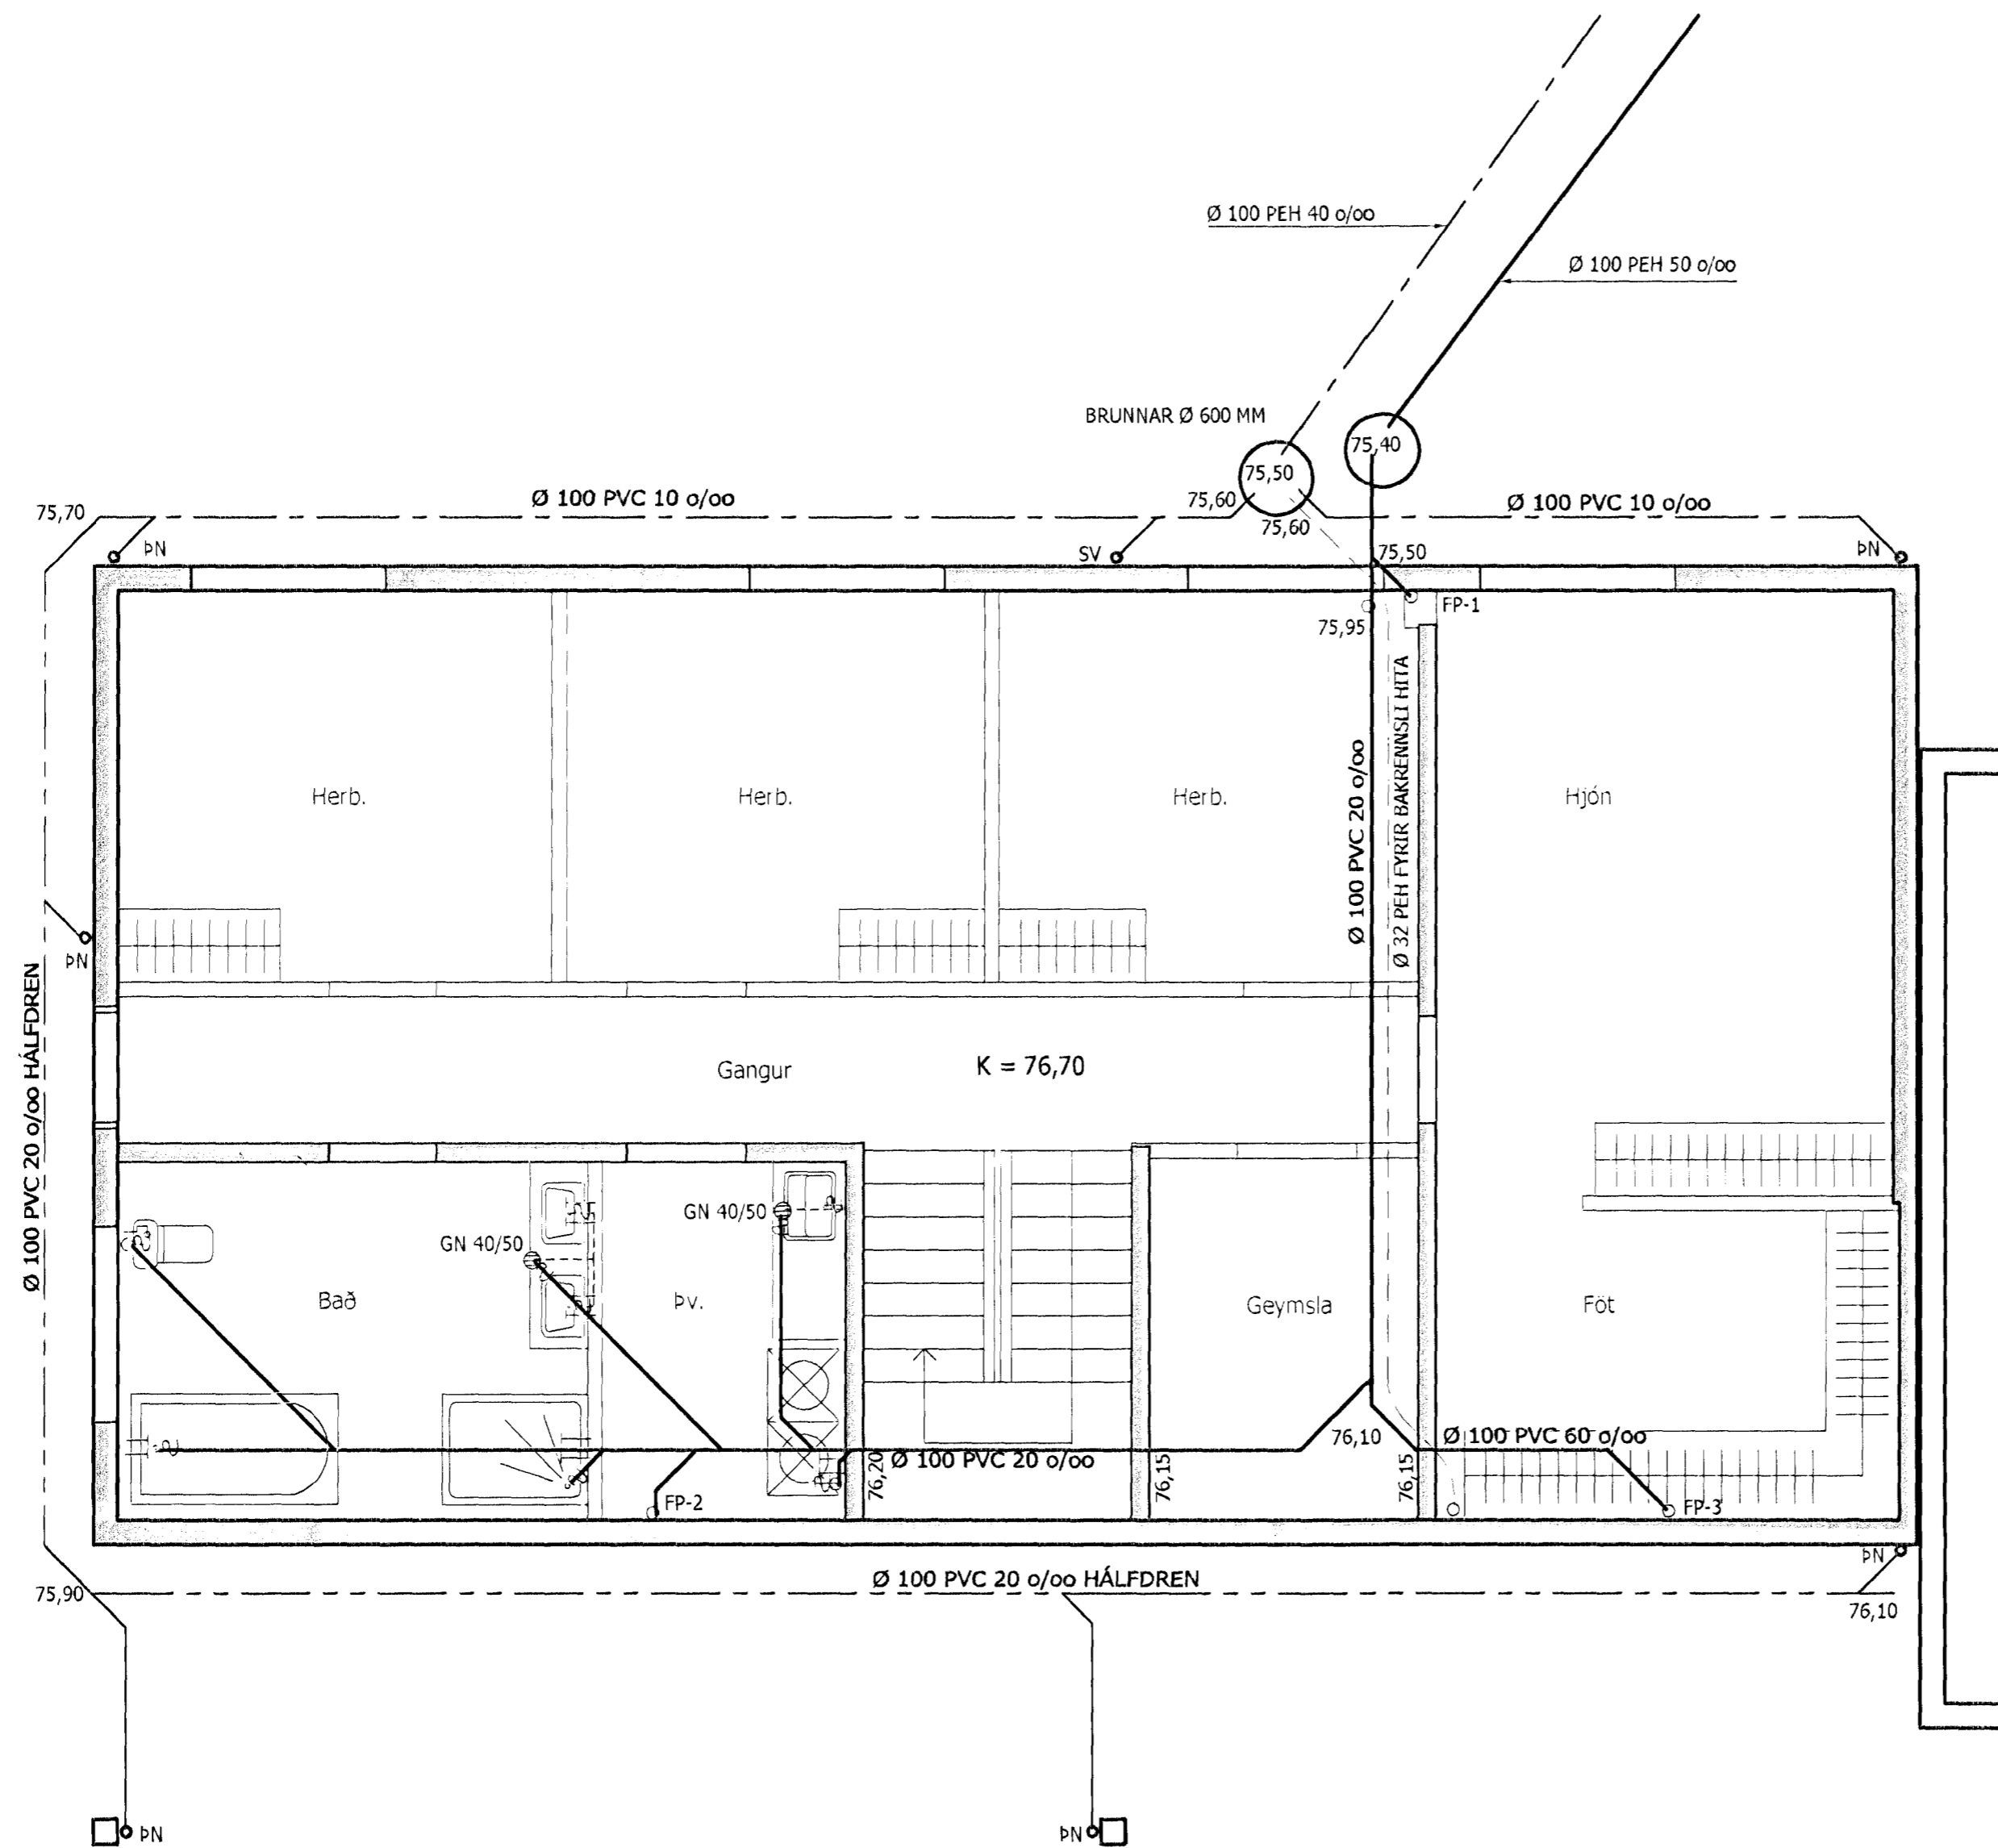 Ø 100 PEH 40 o/oo
Ø 100 PEH 50 o/oo
BRUNNAR Ø 600 MM
75,40
75,50
75,60
75,60
75,70
Ø 100 PVC 10 o/oo
Ø 100 PVC 10 o/oo
ÞN
SV
75,50
ÞN
FP-1
75,95
Herb.
Herb.
Herb.
Hjón
Ø 100 PVC 20 o/oo
Ø 32 PEH FYRIR BAKRENNSLI HITA
ÞN
Ø 100 PVC 20 o/oo HÁLFDREN
Gangur
K = 76,70
GN 40/50
GN 40/50
Bað
Þv.
Geymsla
Föt
76,10
Ø 100 PVC 60 o/oo
76,20
Ø 100 PVC 20 o/oo
76,15
76,15
FP-2
FP-3
ÞN
Ø 100 PVC 20 o/oo HÁLFDREN
75,90
76,10
ÞN
ÞN